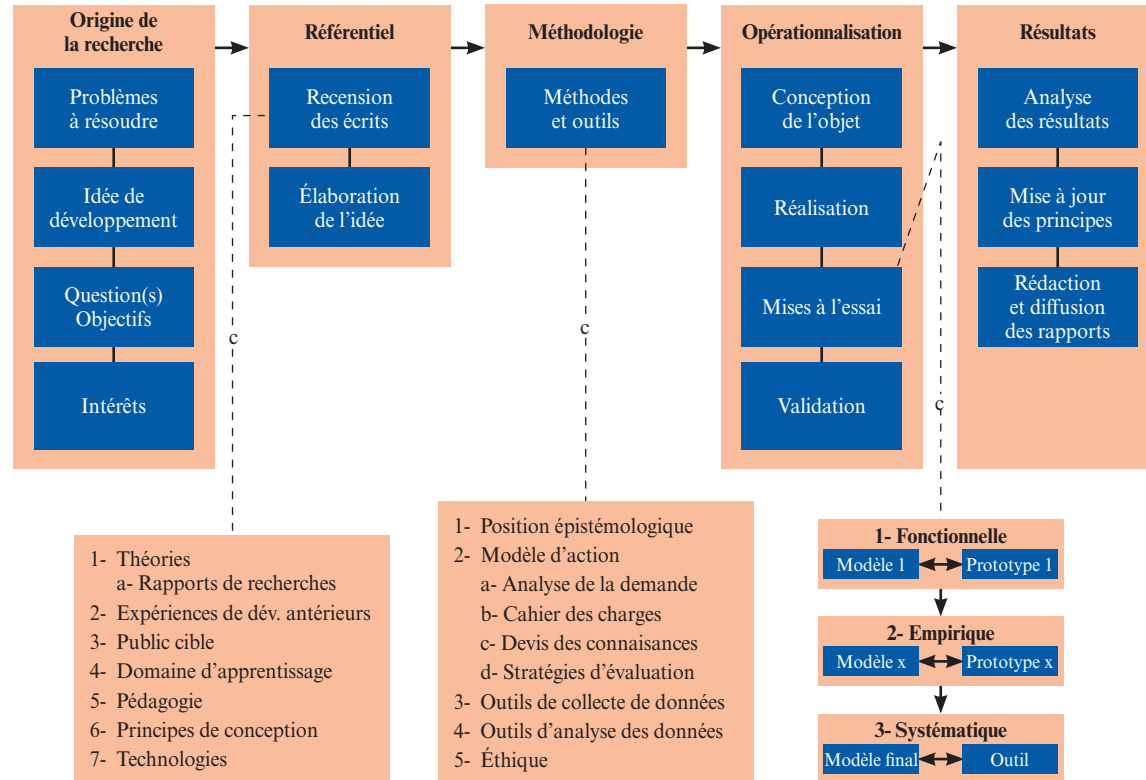 Origine de
la recherche
Problèmes
à résoudre
Idée de
développement
Question(s)
Objectifs
Intérêts
Référentiel
Recension
des écrits
Élaboration
de l'idée
Méthodologie
Méthodes
et outils
Opérationnalisation
Conception
de l'objet
Réalisation
Mises à l'essai
Validation
Résultats
Analyse
des résultats
Mise à jour
des principes
Rédaction
et diffusion
des rapports
c
c
c
1- Théories
a- Rapports de recherches
2- Expériences de dév. antérieurs
3- Public cible
4- Domaine d'apprentissage
5- Pédagogie
6- Principes de conception
7- Technologies
1- Position épistémologique
2- Modèle d'action
a- Analyse de la demande
b- Cahier des charges
c- Devis des connaisances
d- Stratégies d'évaluation
3- Outils de collecte de données
4- Outils d'analyse des données
5- Éthique
1- Fonctionnelle
Modèle 1 Prototype 1
2- Empirique
Modèle x Prototype x
3- Systématique
Modèle final Outil